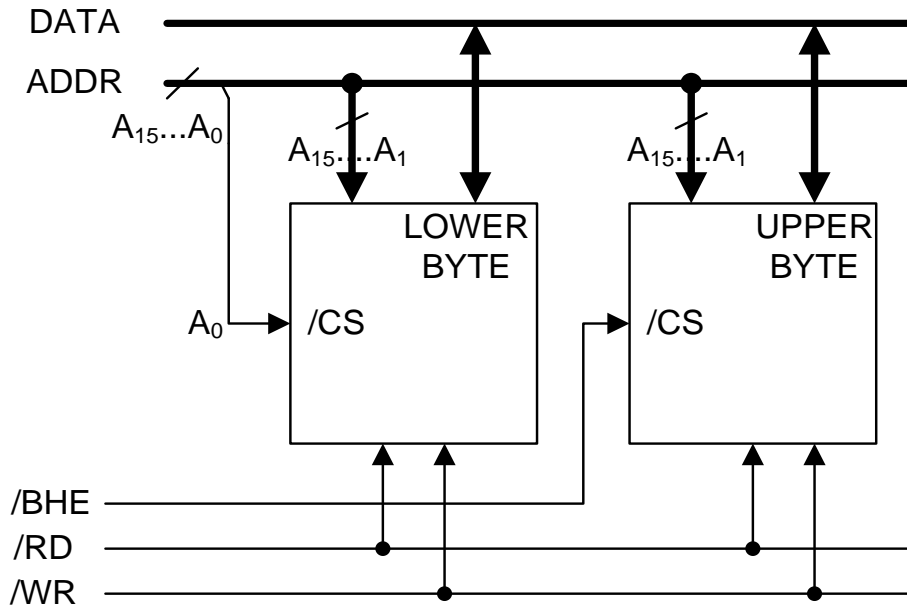 DATA
ADDR
A₁₅...A₀
A₁₅....A₁
A₁₅....A₁
LOWER
BYTE
UPPER
BYTE
A₀
/CS
/CS
/BHE
/RD
/WR